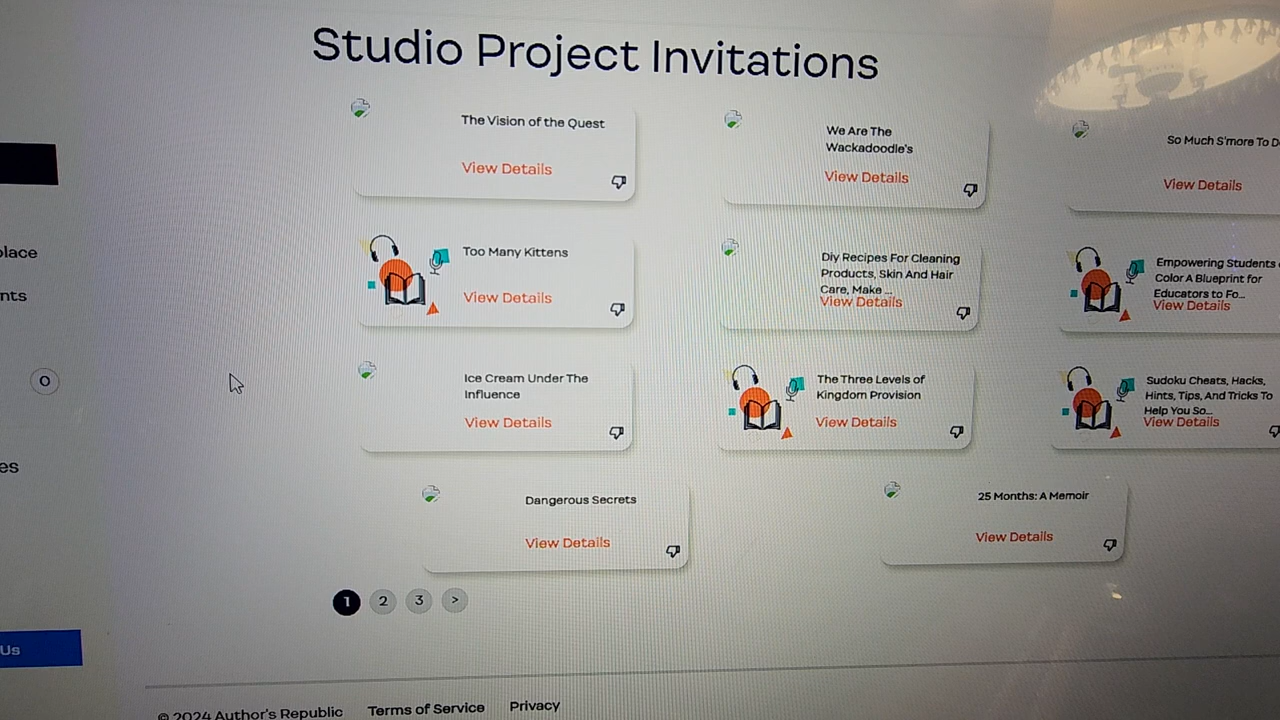 Studio Project Invitations
The Vision of the Quest
View Details
We Are The
Wackadoodle's
View Details
So Much S'more To D
View Details
Too Many Kittens
View Details
Diy Recipes For Cleaning
Products, Skin And Hair
Care, Make ...
View Details
Empowering Students
Color A Blueprint for
Educators to Fo...
View Details
Ice Cream Under The
Influence
View Details
The Three Levels of
Kingdom Provision
View Details
Sudoku Cheats, Hacks,
Hints, Tips, And Tricks To
Help You So...
View Details
Dangerous Secrets
View Details
25 Months: A Memoir
View Details
place
nts
0
es
Us
1 2 3 >
© 2024 Author's Republic Terms of Service Privacy